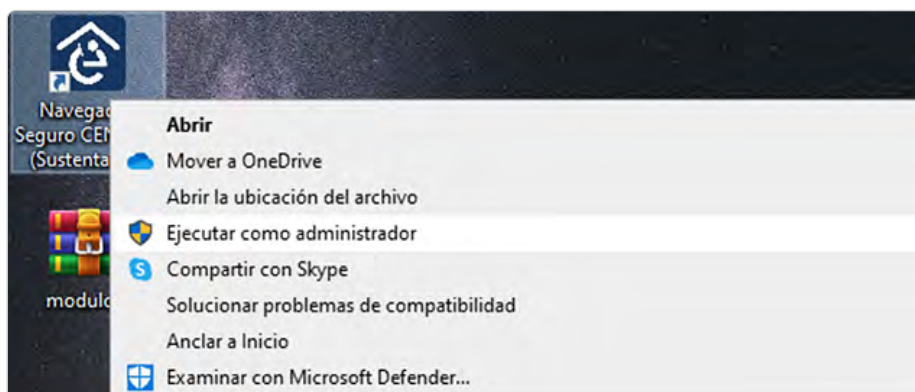 Navegad
Seguro CEN
(Sustenta
Abrir
Mover a OneDrive
Abrir la ubicación del archivo
Ejecutar como administrador
Compartir con Skype
Solucionar problemas de compatibilidad
Anclar a Inicio
Examinar con Microsoft Defender...
modulo